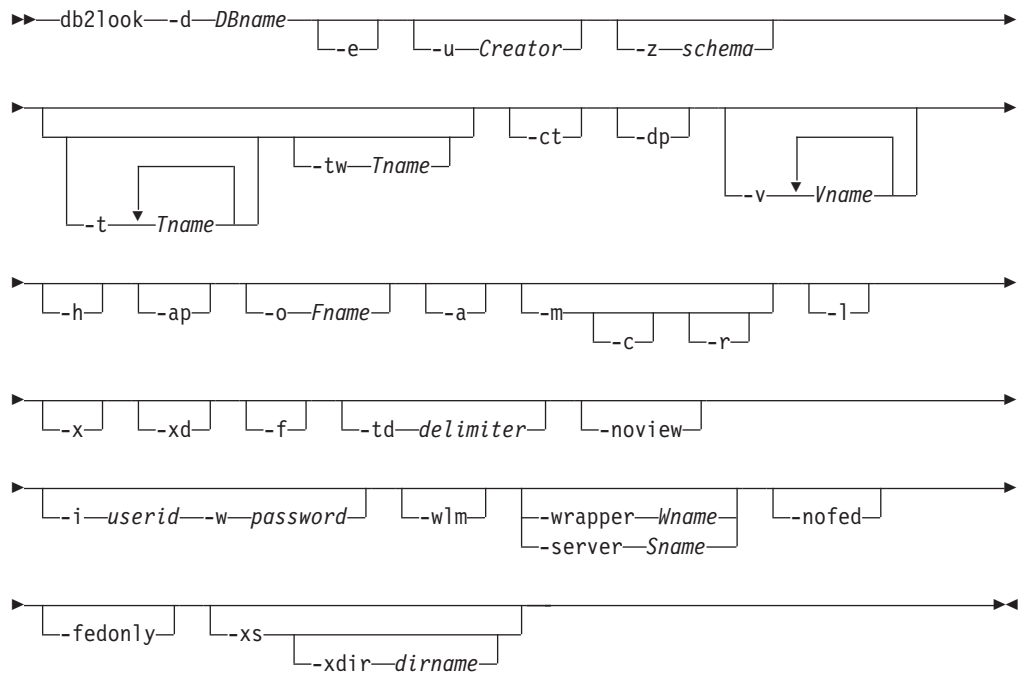 db2look -d DBname
-e -u Creator -z schema
-ct -dp
-tw Tname -v Vname
-t Tname
-h -ap -o Fname -a -m -l
-c -r
-x -xd -f -td delimiter -noview
-i userid -w password -wlm -wrapper Wname -nofed
-server Sname
-fedonly -xs
-xdir dirname